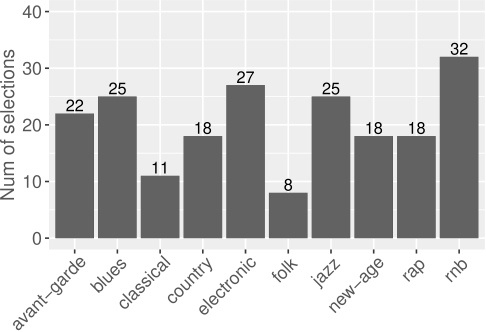 Num of selections
40
30
20
10
0
22
25
11
18
27
8
25
18
18
32
avant−garde
blues
classical
country
electronic
folk
jazz
new−age
rap
rnb